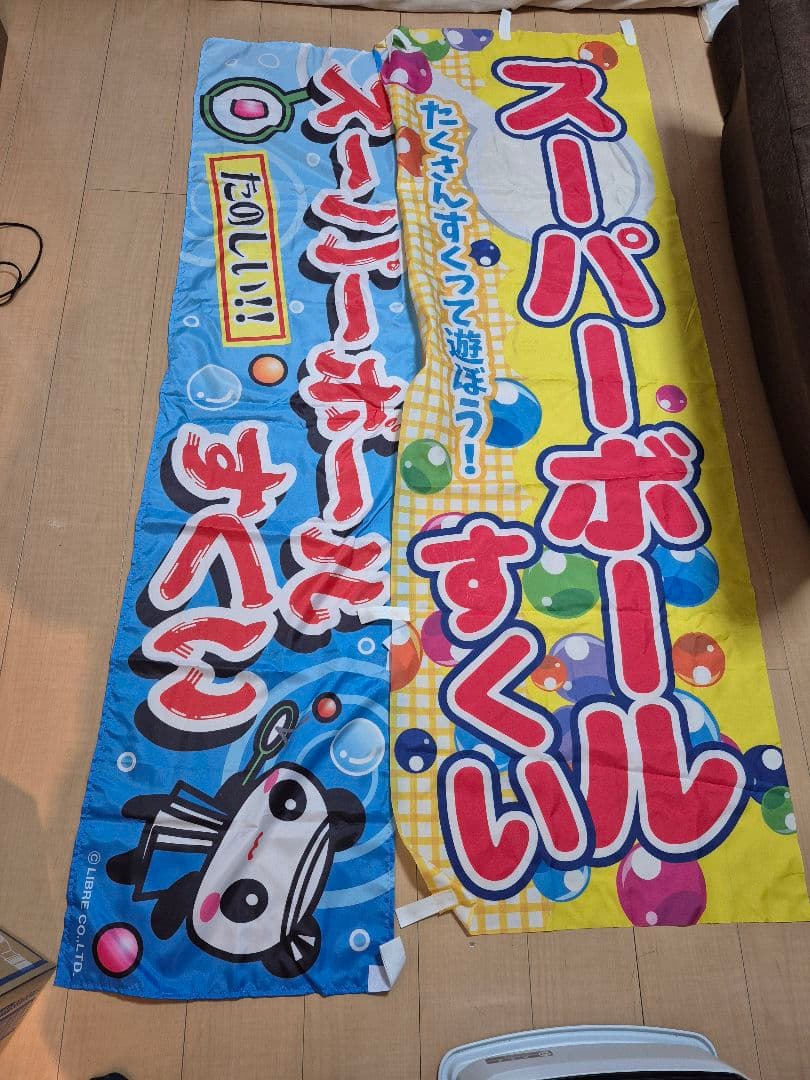 スーパーボール
すくい
たくさんすくって遊ぼう!
スーパーボール
すくい
たのしい!!
© LIBRE CO.,LTD.